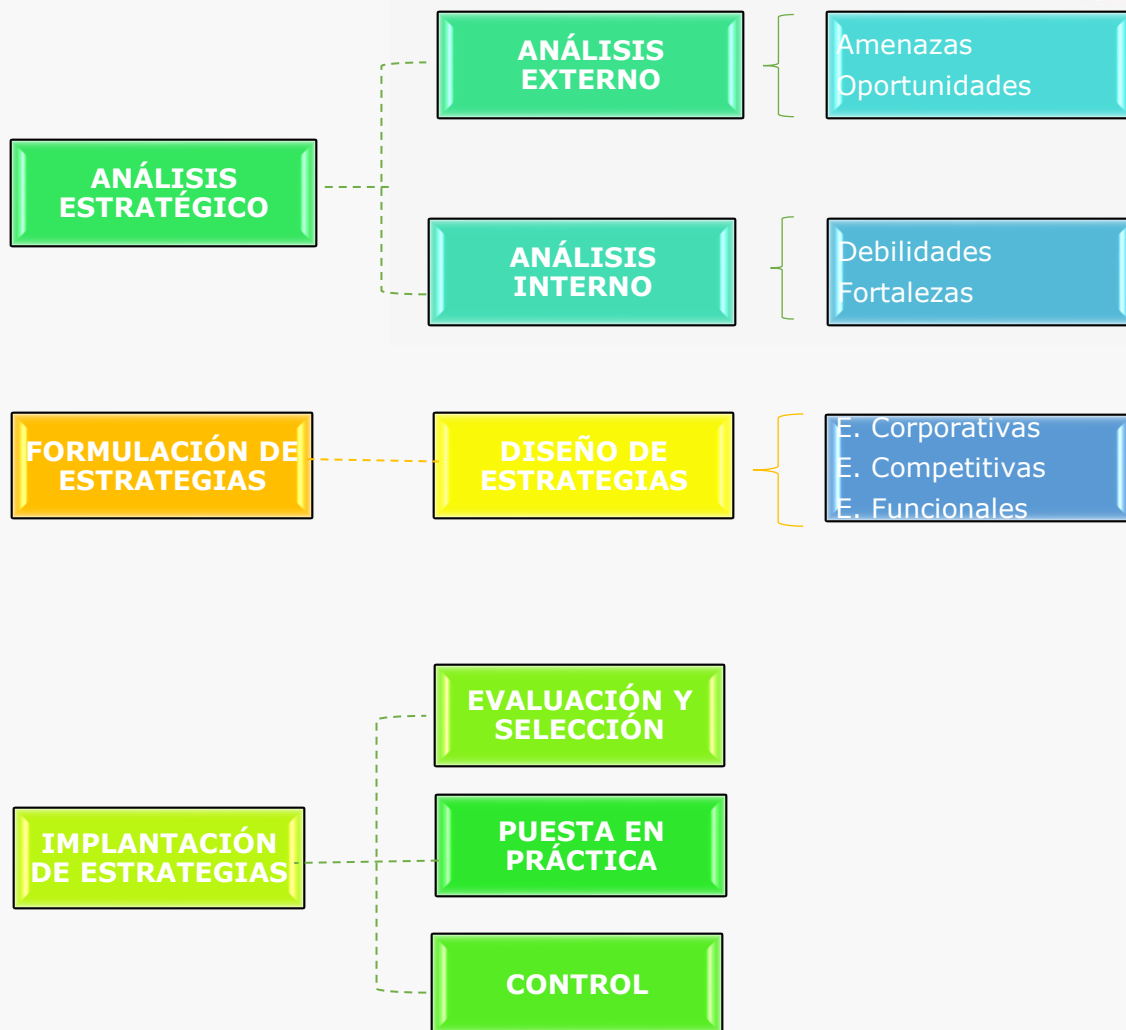 ANÁLISIS
EXTERNO
Amenazas
Oportunidades
ANÁLISIS
ESTRATÉGICO
ANÁLISIS
INTERNO
Debilidades
Fortalezas
FORMULACIÓN DE
ESTRATEGIAS
DISEÑO DE
ESTRATEGIAS
E. Corporativas
E. Competitivas
E. Funcionales
EVALUACIÓN Y
SELECCIÓN
IMPLANTACIÓN
DE ESTRATEGIAS
PUESTA EN
PRÁCTICA
CONTROL